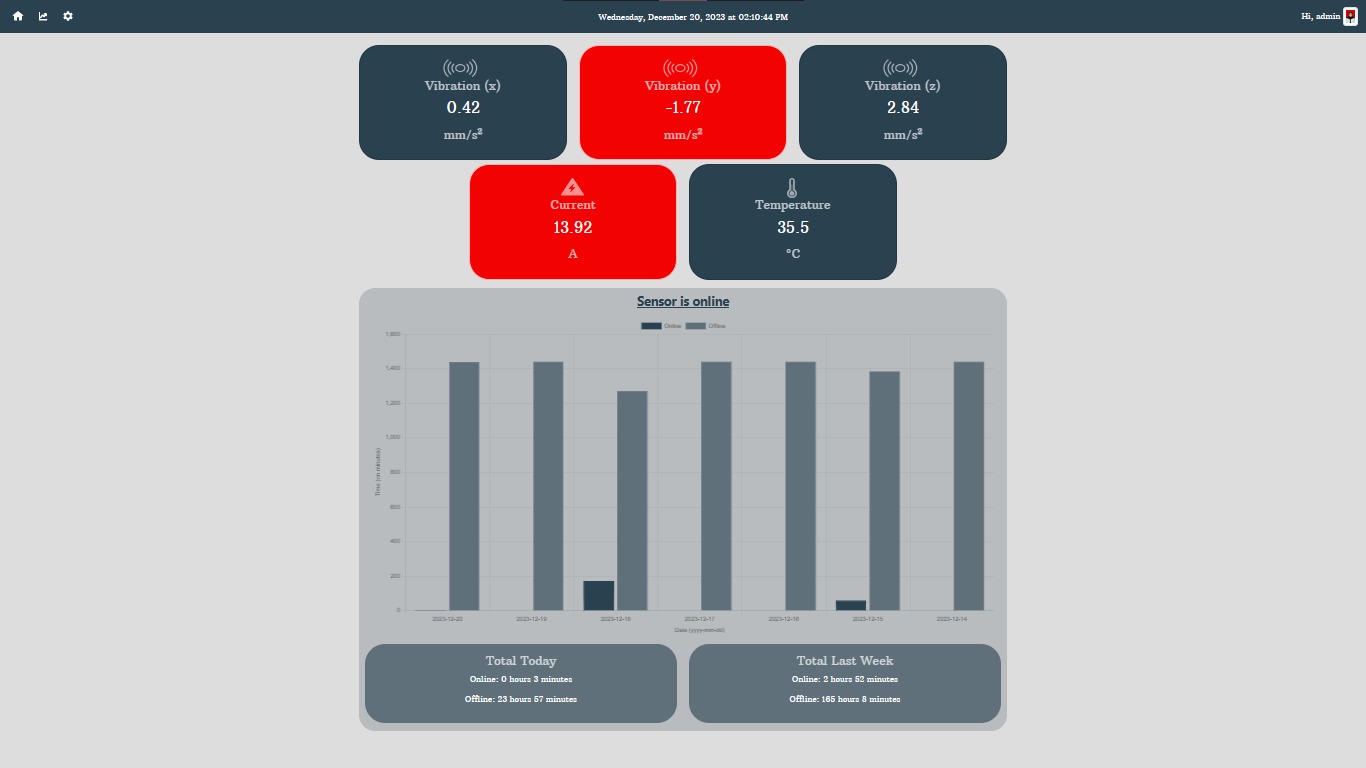 Wednesday, December 20, 2023 at 02:10:44 PM
Hi, admin
Vibration (x)
0.42
mm/s²
Vibration (y)
-1.77
mm/s²
Vibration (z)
2.84
mm/s²
Current
13.92
A
Temperature
35.5
°C
Sensor is online
Online
Offline
1,600
1,400
1,200
1,000
800
600
400
200
0
Time (in minutes)
2023-12-20
2023-12-19
2023-12-18
2023-12-17
2023-12-16
2023-12-15
2023-12-14
Date (yyyy-mm-dd)
Total Today
Online: 0 hours 3 minutes
Offline: 23 hours 57 minutes
Total Last Week
Online: 2 hours 52 minutes
Offline: 165 hours 8 minutes